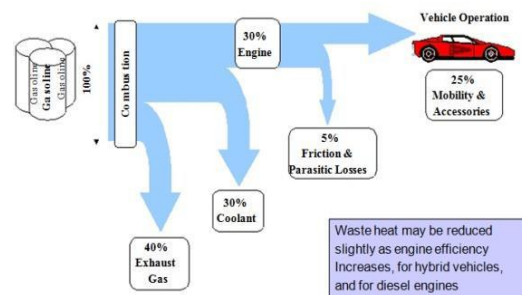 Gasoline
Gasoline
Gasoline
100%
Combustion
30%
Engine
Vehicle Operation
25%
Mobility &
Accessories
5%
Friction &
Parasitic Losses
30%
Coolant
40%
Exhaust
Gas
Waste heat may be reduced
slightly as engine efficiency
Increases, for hybrid vehicles,
and for diesel engines